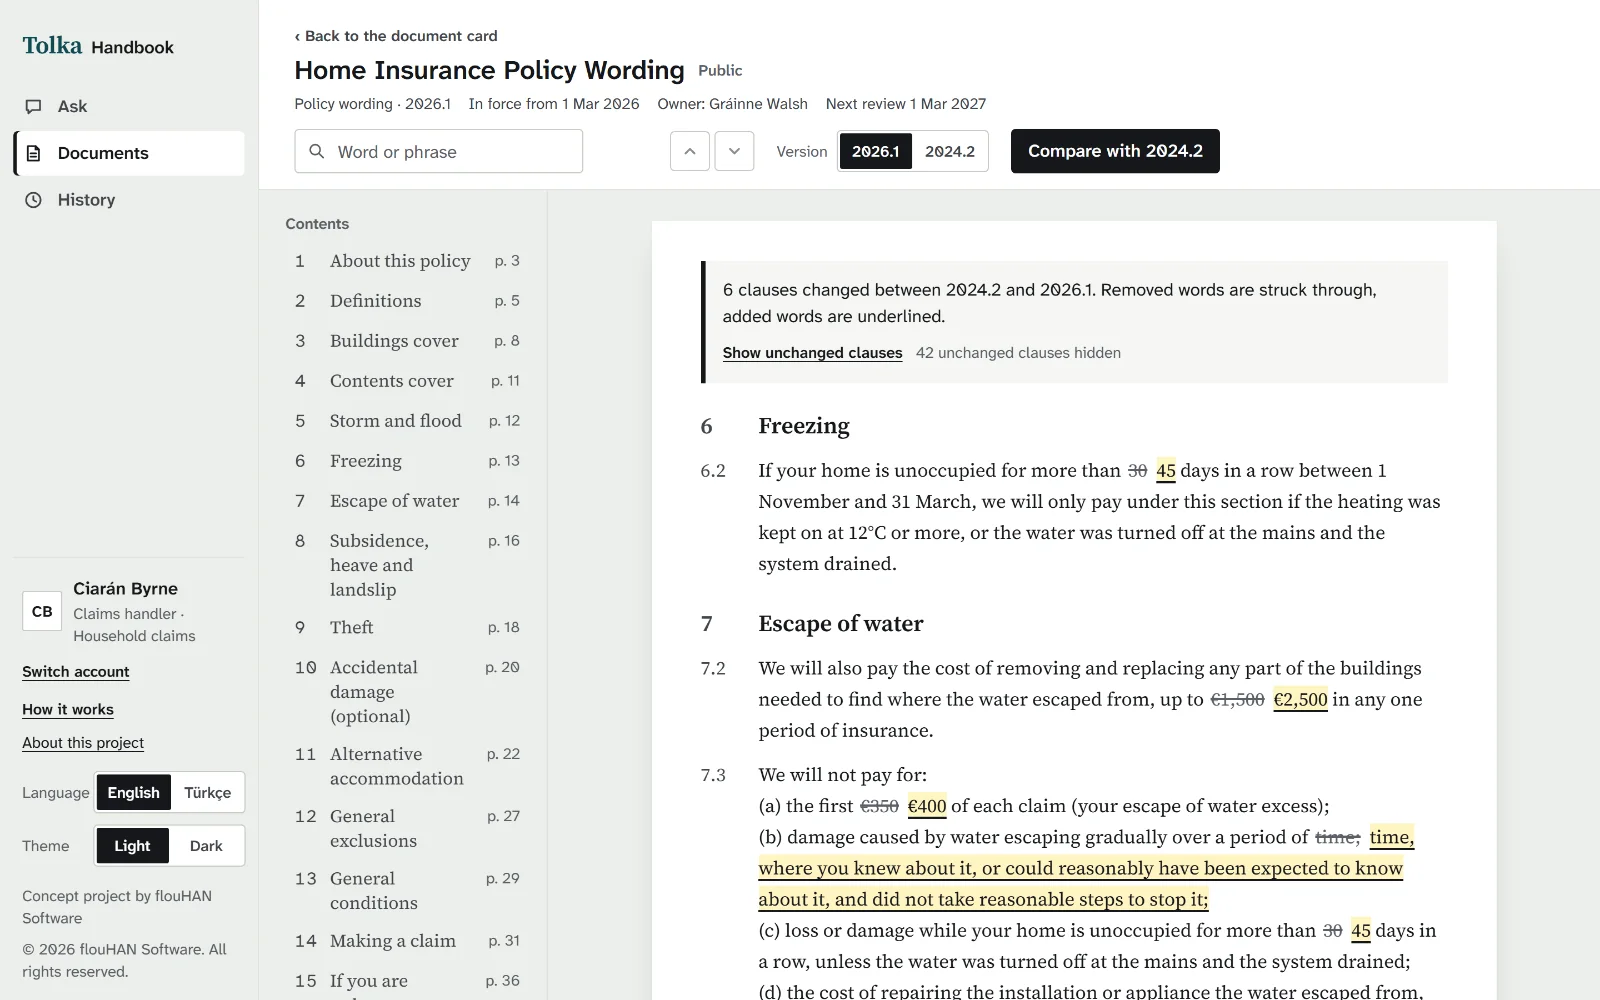 Tolka Handbook
Ask
Documents
History
Ciarán Byrne
CB
Claims handler ·
Household claims
Switch account
How it works
About this project
Language English Türkçe
Theme Light Dark
Concept project by flouHAN
Software
© 2026 flouHAN Software. All
rights reserved.
‹ Back to the document card
Home Insurance Policy Wording Public
Policy wording · 2026.1 In force from 1 Mar 2026 Owner: Gráinne Walsh Next review 1 Mar 2027
Word or phrase
Version 2026.1 2024.2 Compare with 2024.2
Contents
1 About this policy p. 3
2 Definitions p. 5
3 Buildings cover p. 8
4 Contents cover p. 11
5 Storm and flood p. 12
6 Freezing p. 13
7 Escape of water p. 14
8 Subsidence, p. 16
heave and
landslip
9 Theft p. 18
10 Accidental p. 20
damage
(optional)
11 Alternative p. 22
accommodation
12 General p. 27
exclusions
13 General p. 29
conditions
14 Making a claim p. 31
15 If you are p. 36
6 clauses changed between 2024.2 and 2026.1. Removed words are struck through,
added words are underlined.
Show unchanged clauses 42 unchanged clauses hidden
6 Freezing
6.2 If your home is unoccupied for more than 30 45 days in a row between 1
November and 31 March, we will only pay under this section if the heating was
kept on at 12°C or more, or the water was turned off at the mains and the
system drained.
7 Escape of water
7.2 We will also pay the cost of removing and replacing any part of the buildings
needed to find where the water escaped from, up to €1,500 €2,500 in any one
period of insurance.
7.3 We will not pay for:
(a) the first €350 €400 of each claim (your escape of water excess);
(b) damage caused by water escaping gradually over a period of time; time,
where you knew about it, or could reasonably have been expected to know
about it, and did not take reasonable steps to stop it;
(c) loss or damage while your home is unoccupied for more than 30 45 days in
a row, unless the water was turned off at the mains and the system drained;
(d) the cost of repairing the installation or appliance the water escaped from,